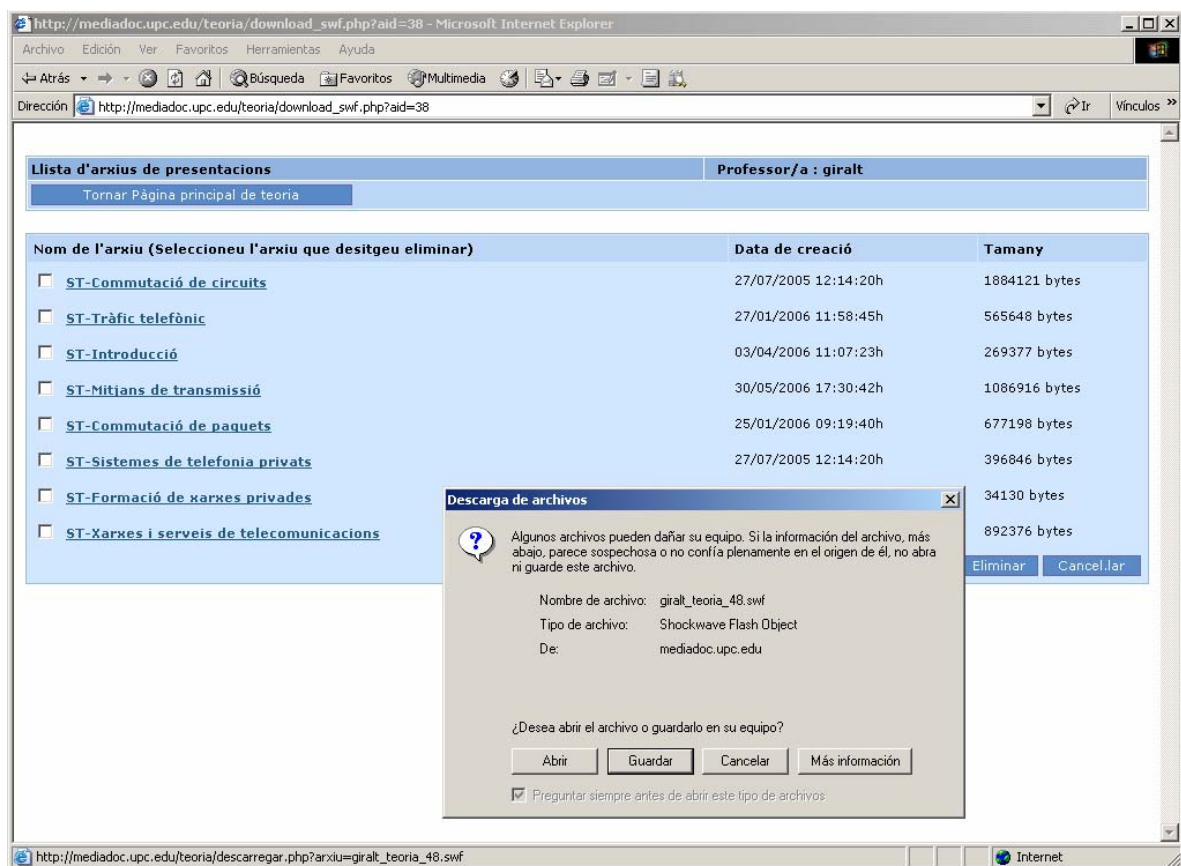 http://mediadoc.upc.edu/teoria/download_swf.php?aid=38 - Microsoft Internet Explorer
Archivo Edición Ver Favoritos Herramientas Ayuda
Atrás Búsqueda Favoritos Multimedia
Dirección http://mediadoc.upc.edu/teoria/download_swf.php?aid=38 Ir Vínculos »
Llista d'arxius de presentacions Professor/a : giralt
Tornar Pàgina principal de teoria
Nom de l'arxiu (Seleccioneu l'arxiu que desitgeu eliminar) Data de creació Tamany
ST-Commutació de circuits 27/07/2005 12:14:20h 1884121 bytes
ST-Tràfic telefònic 27/01/2006 11:58:45h 565648 bytes
ST-Introducció 03/04/2006 11:07:23h 269377 bytes
ST-Mitjans de transmissió 30/05/2006 17:30:42h 1086916 bytes
ST-Commutació de paquets 25/01/2006 09:19:40h 677198 bytes
ST-Sistemes de telefonia privats 27/07/2005 12:14:20h 396846 bytes
ST-Formació de xarxes privades 34130 bytes
ST-Xarxes i serveis de telecomunicacions 892376 bytes
Eliminar Cancel.lar
Descarga de archivos
Algunos archivos pueden dañar su equipo. Si la información del archivo, más
abajo, parece sospechosa o no confía plenamente en el origen de él, no abra
ni guarde este archivo.
Nombre de archivo: giralt_teoria_48.swf
Tipo de archivo: Shockwave Flash Object
De: mediadoc.upc.edu
¿Desea abrir el archivo o guardarlo en su equipo?
Abrir Guardar Cancelar Más información
Preguntar siempre antes de abrir este tipo de archivos
http://mediadoc.upc.edu/teoria/descarregar.php?arxiu=giralt_teoria_48.swf Internet